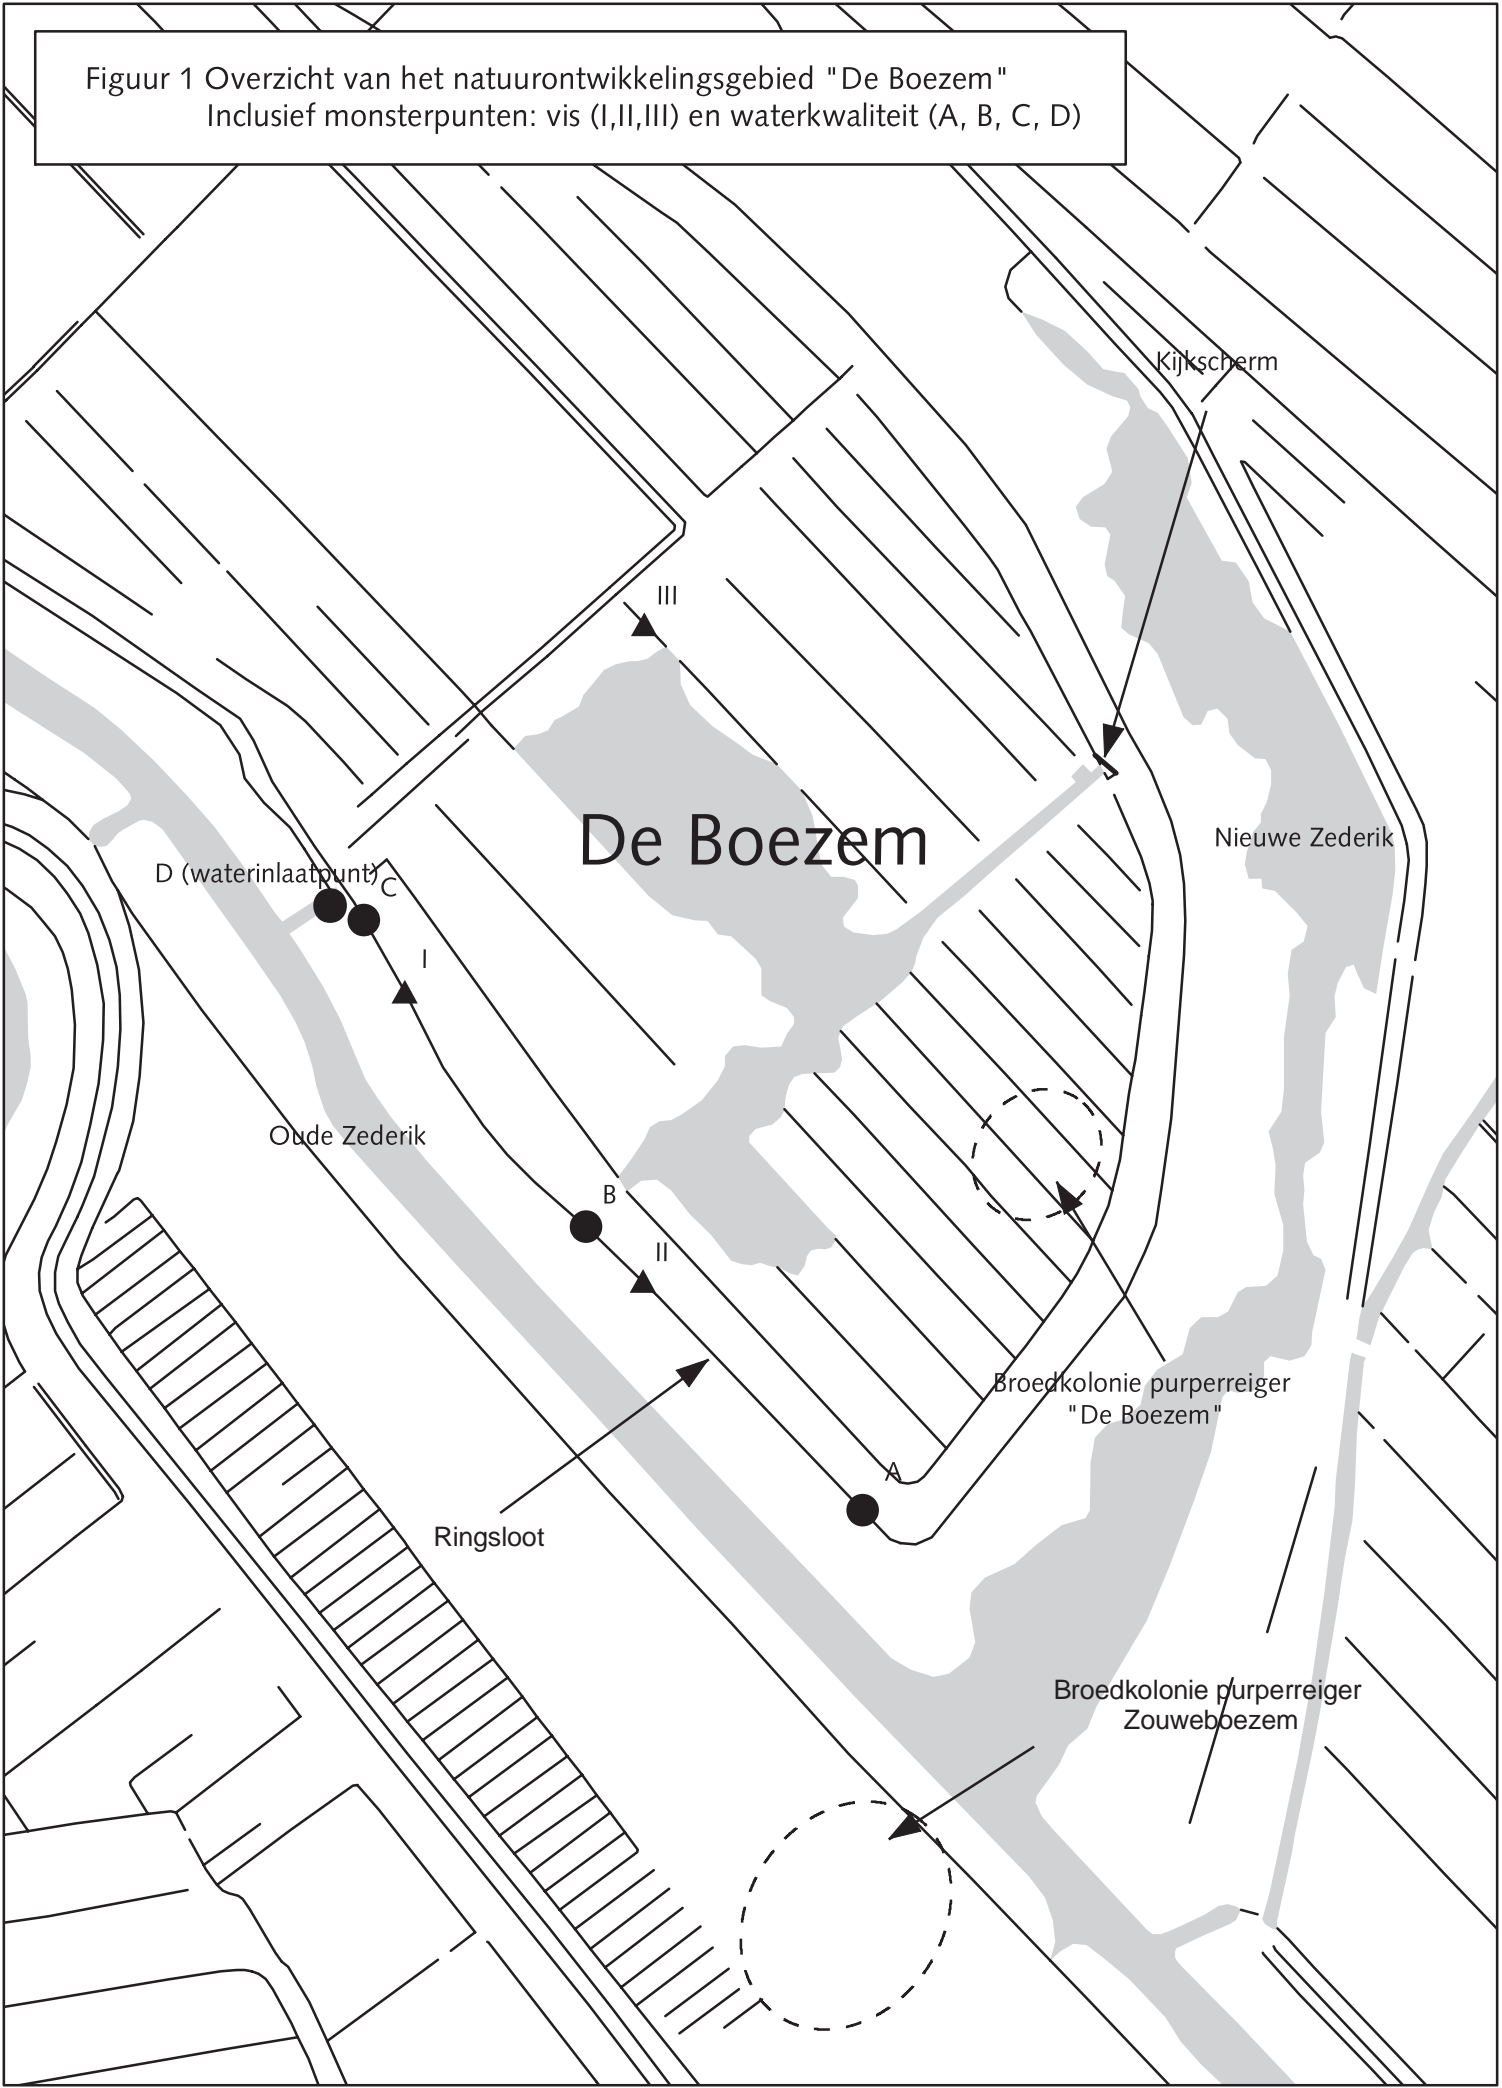 Figuur 1 Overzicht van het natuurontwikkelingsgebied "De Boezem"
Inclusief monsterpunten: vis (I,II,III) en waterkwaliteit (A, B, C, D)
Kijkscherm
III
De Boezem
Nieuwe Zederik
D (waterinlaatpunt)
C
I
Oude Zederik
B
II
Broedkolonie purperreiger
"De Boezem"
A
Ringsloot
Broedkolonie purperreiger
Zouweboezem